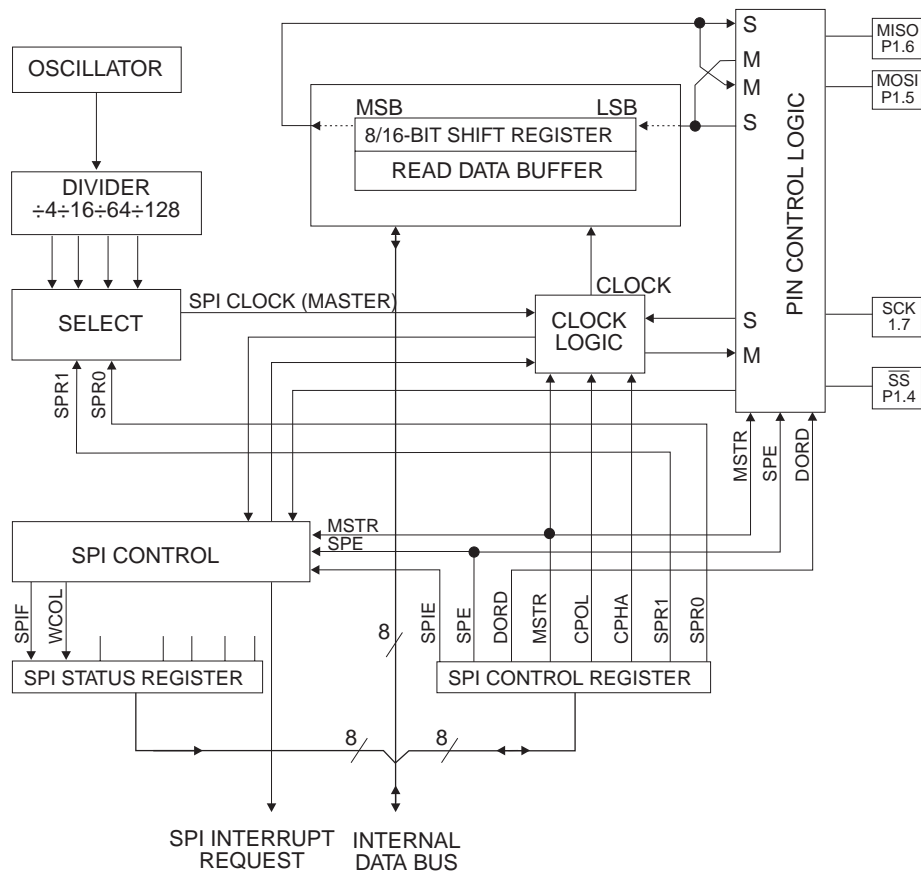 OSCILLATOR
DIVIDER
÷4÷16÷64÷128
SELECT
SPI CLOCK (MASTER)
SPR1
SPR0
MSB
LSB
8/16-BIT SHIFT REGISTER
READ DATA BUFFER
CLOCK
CLOCK
LOGIC
S
M
M
S
S
M
PIN CONTROL LOGIC
MISO
P1.6
MOSI
P1.5
SCK
1.7
SS
P1.4
MSTR
SPE
DORD
SPI CONTROL
MSTR
SPE
SPIF
WCOL
SPI STATUS REGISTER
SPIE
SPE
DORD
MSTR
CPOL
CPHA
SPR1
SPR0
SPI CONTROL REGISTER
8
8
8
SPI INTERRUPT
REQUEST
INTERNAL
DATA BUS